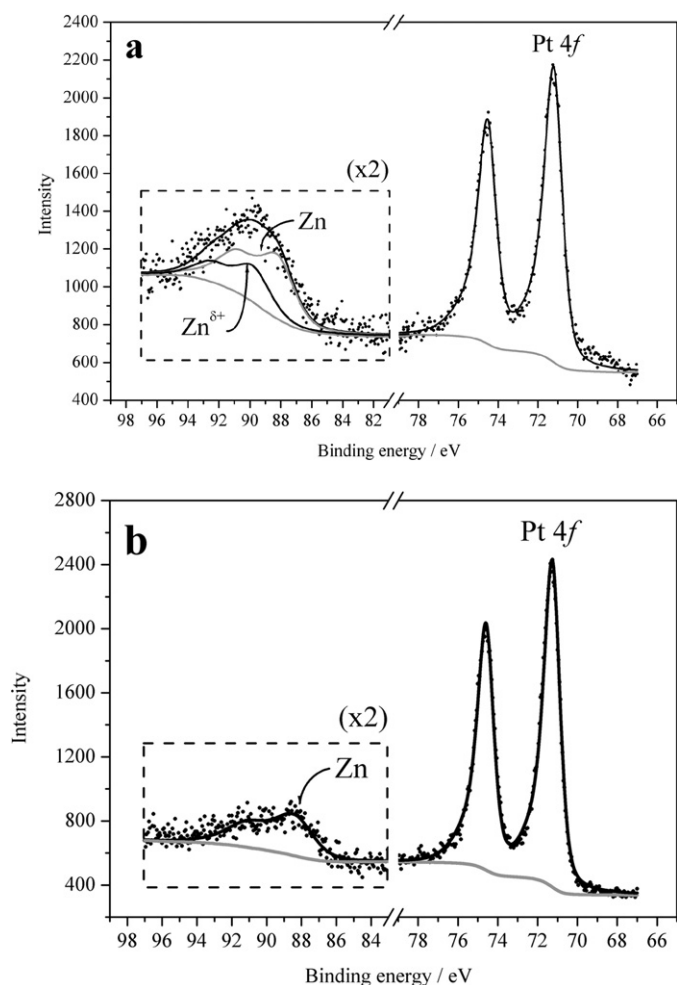 a
Pt 4f
(x2)
Zn
Zn^δ+
Intensity
2400
2200
2000
1800
1600
1400
1200
1000
800
600
400
98 96 94 92 90 88 86 84 82 78 76 74 72 70 68 66
Binding energy / eV
b
Pt 4f
(x2)
Zn
Intensity
2800
2400
2000
1600
1200
800
400
98 96 94 92 90 88 86 84 78 76 74 72 70 68 66
Binding energy / eV